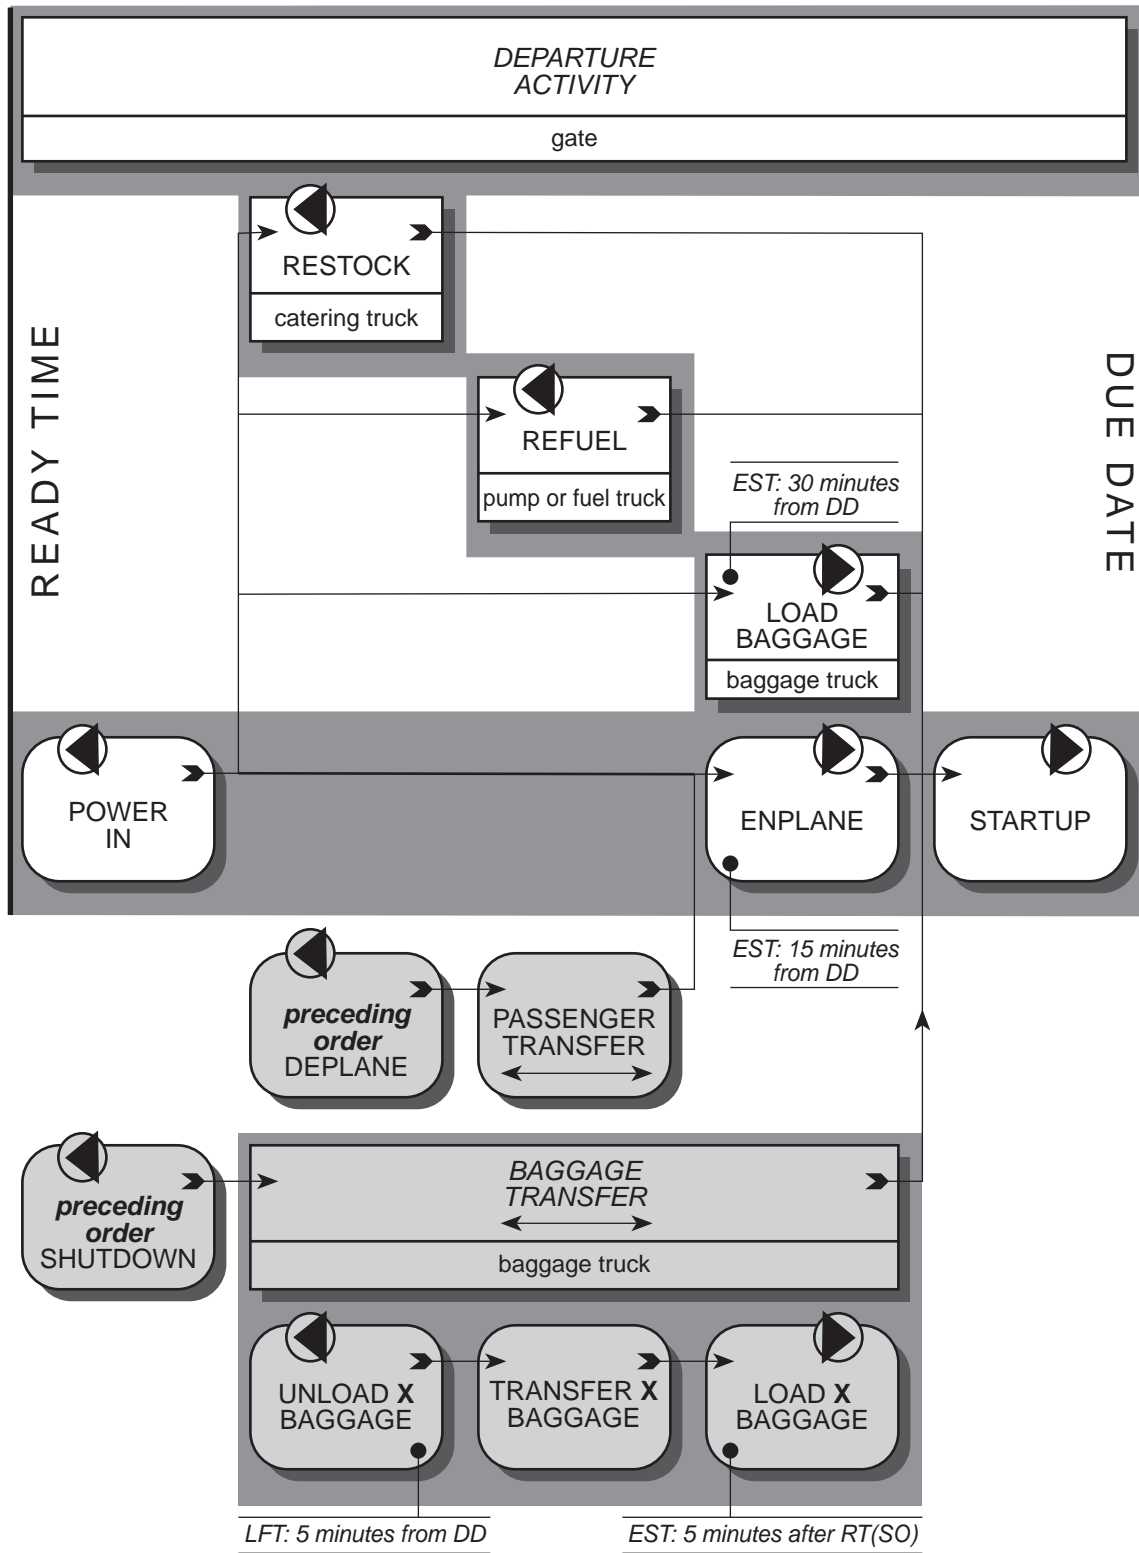 DEPARTURE
ACTIVITY
gate
RESTOCK
catering truck
READY TIME
DUE DATE
REFUEL
pump or fuel truck
EST: 30 minutes
from DD
LOAD
BAGGAGE
baggage truck
POWER
IN
ENPLANE
STARTUP
EST: 15 minutes
from DD
preceding
order
DEPLANE
PASSENGER
TRANSFER
preceding
order
SHUTDOWN
BAGGAGE
TRANSFER
baggage truck
UNLOAD X
BAGGAGE
TRANSFER X
BAGGAGE
LOAD X
BAGGAGE
LFT: 5 minutes from DD
EST: 5 minutes after RT(SO)